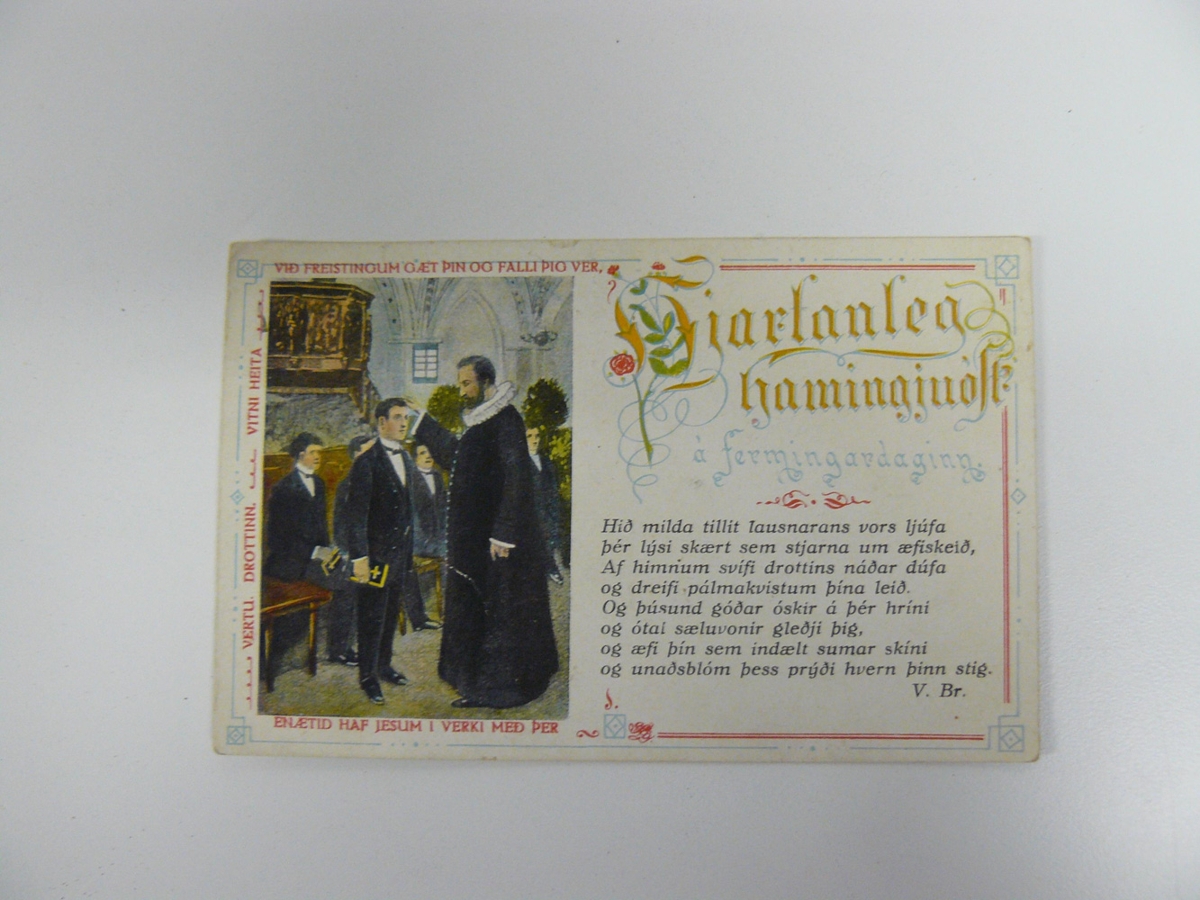 VIÐ FREISTINGUM GÆT ÞIN OG FALLI ÞIG VER,
VERTU. DROTTINN. VITNI HEITA
ENÆTID HAF JESUM I VERKI MED ÞER
Hjartanleg
hamingjuósk
á fermingardaginn.
Hið milda tillit lausnarans vors ljúfa
þér lýsi skært sem stjarna um æfiskeið,
Af himnum svífi drottins náðar dúfa
og dreifi pálmakvistum þína leið.
Og þúsund góðar óskir á þér hríni
og ótal sæluvonir gleðji þig,
og æfi þín sem indælt sumar skíni
og unaðsblóm þess prýði hvern þinn stig.
V. Br.